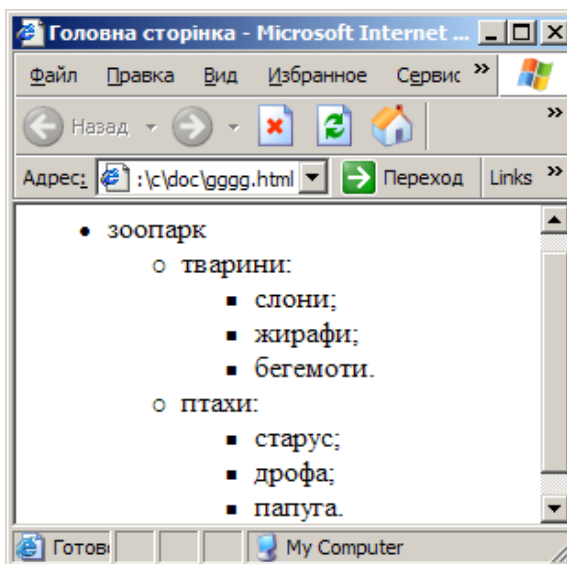 Головна сторінка - Microsoft Internet ...
Файл Правка Вид Избранное Сервис »
Назад »
Адрес: :\c\doc\gggg.html Переход Links »
• зоопарк
○ тварини:
▪ слони;
▪ жирафи;
▪ бегемоти.
○ птахи:
▪ старус;
▪ дрофа;
▪ папуга.
Готов My Computer